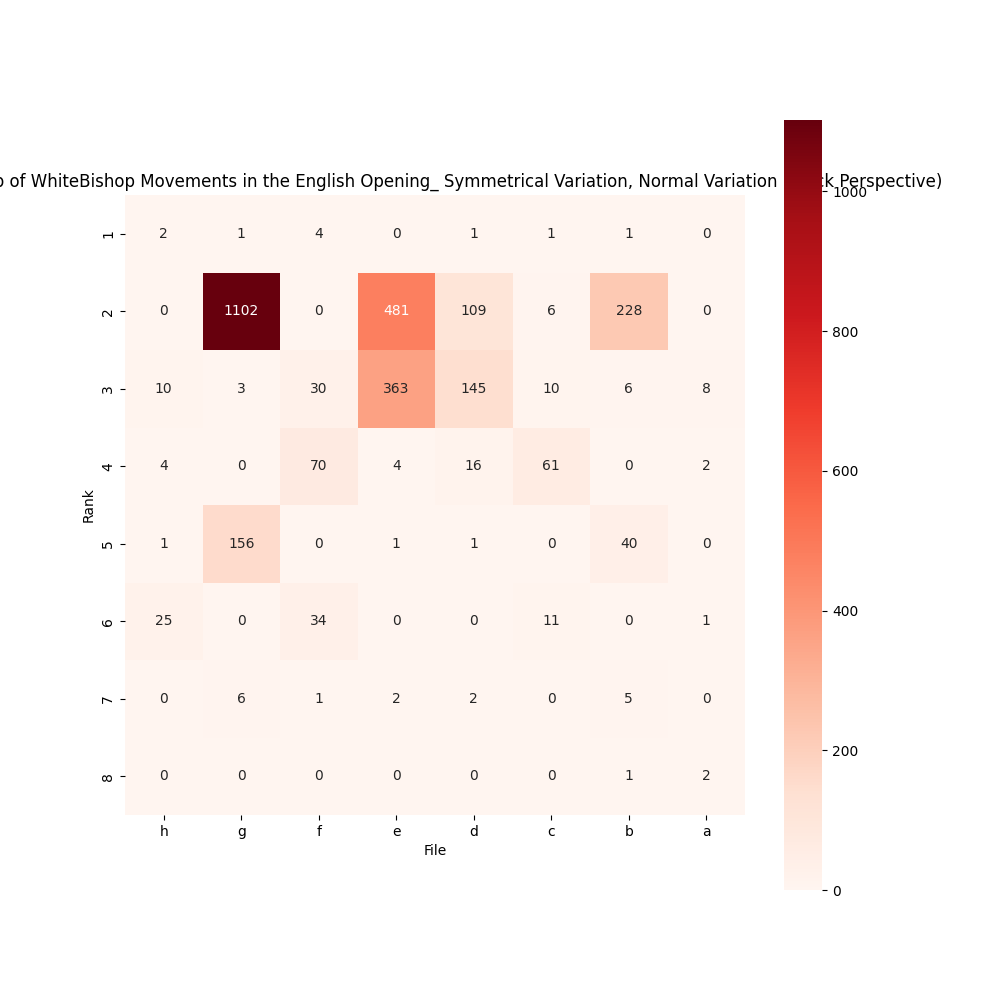 of WhiteBishop Movements in the English Opening_ Symmetrical Variation, Normal Variation Perspective)
1000
1 2 1 4 0 1 1 1 0
2 0 1102 0 481 109 6 228 0
800
3 10 3 30 363 145 10 6 8
4 4 0 70 4 16 61 0 2
600
Rank
5 1 156 0 1 1 0 40 0
400
6 25 0 34 0 0 11 0 1
7 0 6 1 2 2 0 5 0
200
8 0 0 0 0 0 0 1 2
h g f e d c b a
File
0